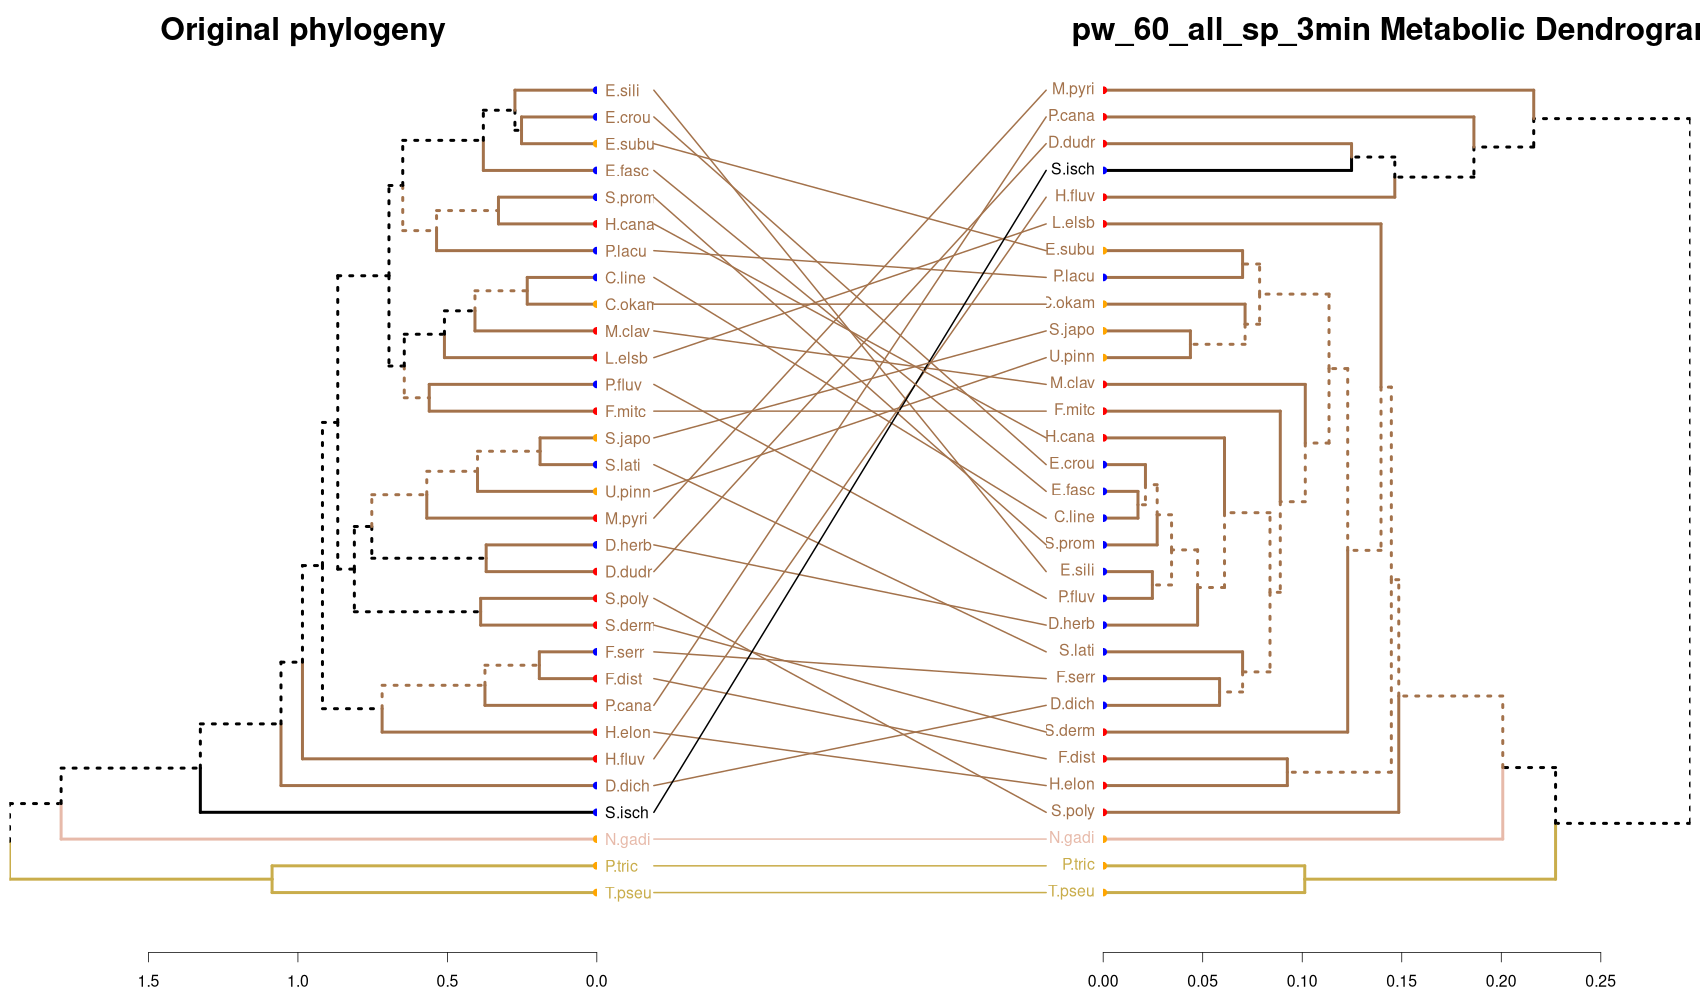 Original phylogeny
pw_60_all_sp_3min Metabolic Dendrogra
E.sili
E.crou
E.subu
E.fasc
S.prom
H.cana
P.lacu
C.line
C.okam
M.clav
L.elsb
P.fluv
F.mitc
S.japo
S.lati
U.pinn
M.pyri
D.herb
D.dudr
S.poly
S.derm
F.serr
F.dist
P.cana
H.elon
H.fluv
D.dich
S.isch
N.gadi
P.tric
T.pseu
M.pyri
P.cana
D.dudr
S.isch
H.fluv
L.elsb
E.subu
P.lacu
C.okam
S.japo
U.pinn
M.clav
F.mitc
H.cana
E.crou
E.fasc
C.line
S.prom
E.sili
P.fluv
D.herb
S.lati
F.serr
D.dich
S.derm
F.dist
H.elon
S.poly
N.gadi
P.tric
T.pseu
1.5 1.0 0.5 0.0
0.00 0.05 0.10 0.15 0.20 0.25